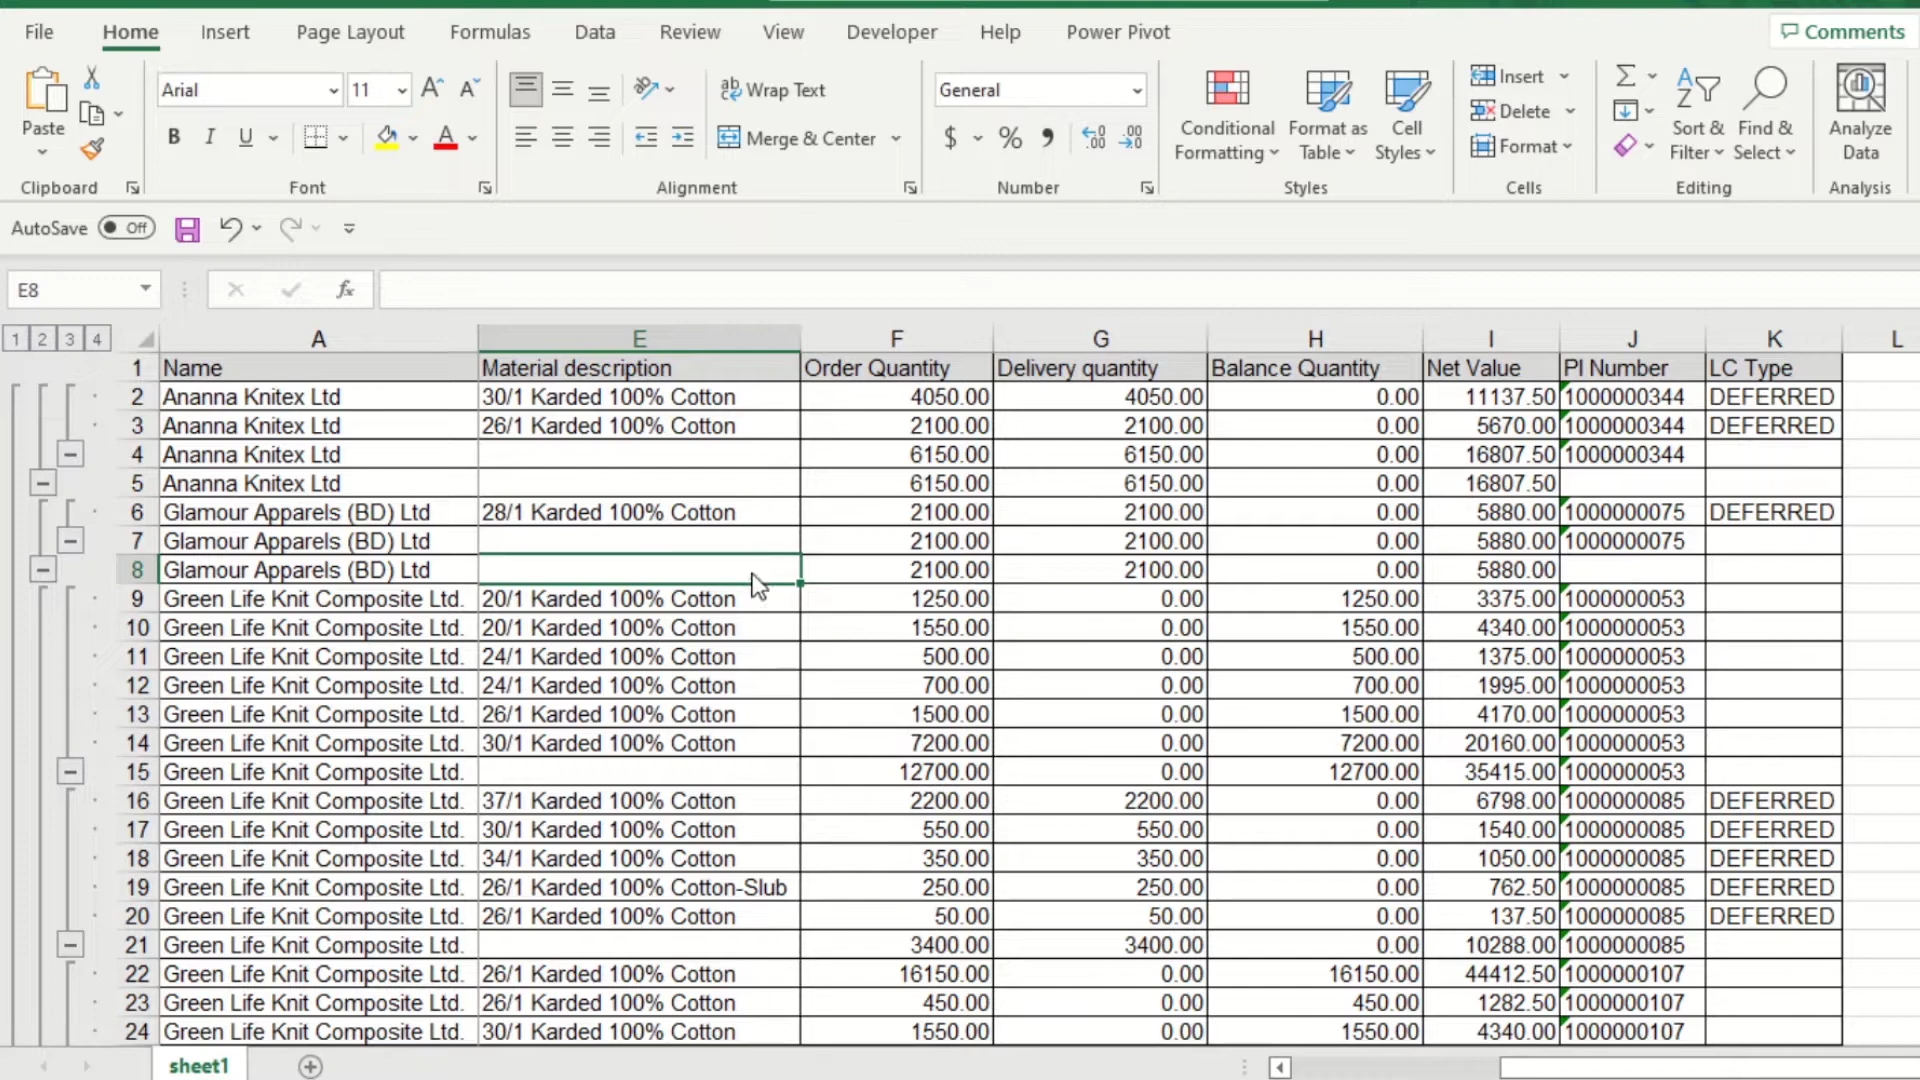 File Home Insert Page Layout Formulas Data Review View Developer Help Power Pivot Comments
Arial 11 Wrap Text General Insert
Paste B I U Merge & Center $ % Conditional Formatting Format as Table Cell Styles Delete Format Sort & Filter Find & Select Analyze Data
Clipboard Font Alignment Number Styles Cells Editing Analysis
AutoSave Off
E8 fx
1 2 3 4 A E F G H I J K L
1 Name Material description Order Quantity Delivery quantity Balance Quantity Net Value PI Number LC Type
2 Ananna Knitex Ltd 30/1 Karded 100% Cotton 4050.00 4050.00 0.00 11137.50 1000000344 DEFERRED
3 Ananna Knitex Ltd 26/1 Karded 100% Cotton 2100.00 2100.00 0.00 5670.00 1000000344 DEFERRED
4 Ananna Knitex Ltd 6150.00 6150.00 0.00 16807.50 1000000344
5 Ananna Knitex Ltd 6150.00 6150.00 0.00 16807.50
6 Glamour Apparels (BD) Ltd 28/1 Karded 100% Cotton 2100.00 2100.00 0.00 5880.00 1000000075 DEFERRED
7 Glamour Apparels (BD) Ltd 2100.00 2100.00 0.00 5880.00 1000000075
8 Glamour Apparels (BD) Ltd 2100.00 2100.00 0.00 5880.00
9 Green Life Knit Composite Ltd. 20/1 Karded 100% Cotton 1250.00 0.00 1250.00 3375.00 1000000053
10 Green Life Knit Composite Ltd. 20/1 Karded 100% Cotton 1550.00 0.00 1550.00 4340.00 1000000053
11 Green Life Knit Composite Ltd. 24/1 Karded 100% Cotton 500.00 0.00 500.00 1375.00 1000000053
12 Green Life Knit Composite Ltd. 24/1 Karded 100% Cotton 700.00 0.00 700.00 1995.00 1000000053
13 Green Life Knit Composite Ltd. 26/1 Karded 100% Cotton 1500.00 0.00 1500.00 4170.00 1000000053
14 Green Life Knit Composite Ltd. 30/1 Karded 100% Cotton 7200.00 0.00 7200.00 20160.00 1000000053
15 Green Life Knit Composite Ltd. 12700.00 0.00 12700.00 35415.00 1000000053
16 Green Life Knit Composite Ltd. 37/1 Karded 100% Cotton 2200.00 2200.00 0.00 6798.00 1000000085 DEFERRED
17 Green Life Knit Composite Ltd. 30/1 Karded 100% Cotton 550.00 550.00 0.00 1540.00 1000000085 DEFERRED
18 Green Life Knit Composite Ltd. 34/1 Karded 100% Cotton 350.00 350.00 0.00 1050.00 1000000085 DEFERRED
19 Green Life Knit Composite Ltd. 26/1 Karded 100% Cotton-Slub 250.00 250.00 0.00 762.50 1000000085 DEFERRED
20 Green Life Knit Composite Ltd. 26/1 Karded 100% Cotton 50.00 50.00 0.00 137.50 1000000085 DEFERRED
21 Green Life Knit Composite Ltd. 3400.00 3400.00 0.00 10288.00 1000000085
22 Green Life Knit Composite Ltd. 26/1 Karded 100% Cotton 16150.00 0.00 16150.00 44412.50 1000000107
23 Green Life Knit Composite Ltd. 26/1 Karded 100% Cotton 450.00 0.00 450.00 1282.50 1000000107
24 Green Life Knit Composite Ltd. 30/1 Karded 100% Cotton 1550.00 0.00 1550.00 4340.00 1000000107
sheet1